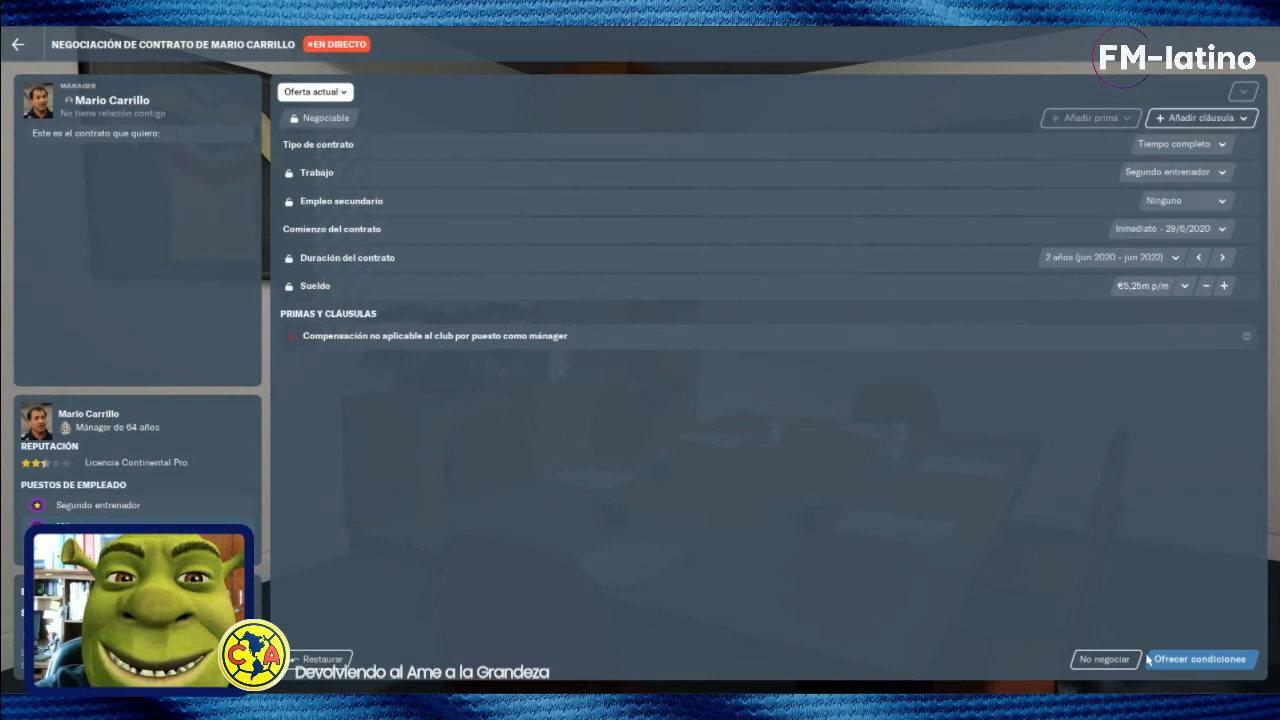 NEGOCIACIÓN DE CONTRATO DE MARIO CARRILLO
EN DIRECTO
FM-latino
MÁNAGER
Mario Carrillo
No tiene relación contigo
Este es el contrato que quiero:
Oferta actual
Negociable
+ Añadir prima
+ Añadir cláusula
Tipo de contrato
Tiempo completo
Trabajo
Segundo entrenador
Empleo secundario
Ninguno
Comienzo del contrato
Inmediato - 29/6/2020
Duración del contrato
2 años (jun 2020 - jun 2022)
Sueldo
€5,25m p/m
PRIMAS Y CLÁUSULAS
Compensación no aplicable al club por puesto como mánager
Mario Carrillo
Mánager de 64 años
REPUTACIÓN
Licencia Continental Pro
PUESTOS DE EMPLEADO
Segundo entrenador
CA
Restaurar
Devolviendo al Ame a la Grandeza
No negociar
Ofrecer condiciones